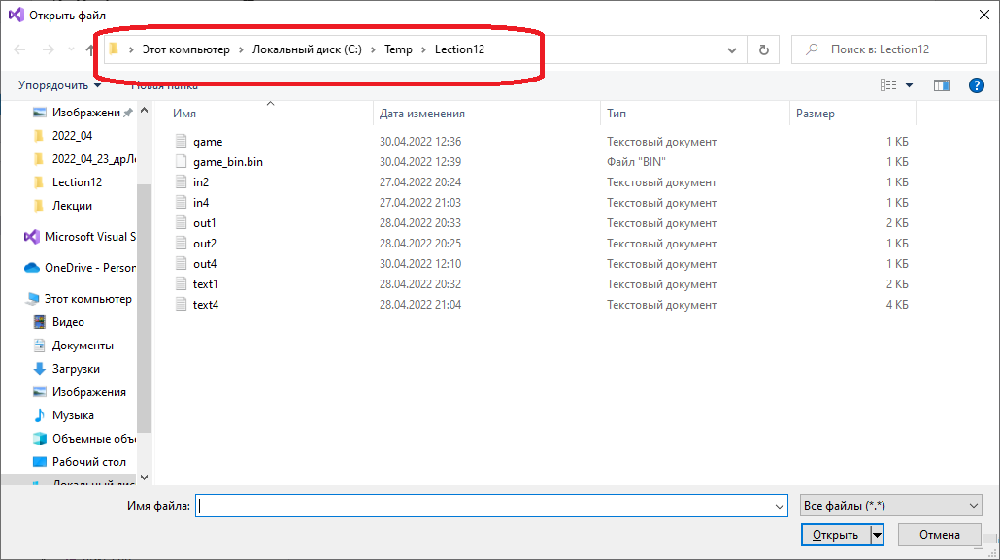 Открыть файл
Этот компьютер > Локальный диск (C:) > Temp > Lection12
Поиск в: Lection12
Упорядочить
Новая папка
Изображени
2022_04
2022_04_23_дрЛ
Lection12
Лекции
Microsoft Visual S
OneDrive - Person
Этот компьютер
Видео
Документы
Загрузки
Изображения
Музыка
Объемные объ
Рабочий стол
Локальный дис
Имя Дата изменения Тип Размер
game 30.04.2022 12:36 Текстовый документ 1 КБ
game_bin.bin 30.04.2022 12:39 Файл "BIN" 1 КБ
in2 27.04.2022 20:24 Текстовый документ 1 КБ
in4 27.04.2022 21:03 Текстовый документ 1 КБ
out1 28.04.2022 20:33 Текстовый документ 2 КБ
out2 28.04.2022 20:25 Текстовый документ 1 КБ
out4 30.04.2022 12:10 Текстовый документ 1 КБ
text1 28.04.2022 20:32 Текстовый документ 2 КБ
text4 28.04.2022 21:04 Текстовый документ 4 КБ
Имя файла:
Все файлы (*.*)
Открыть
Отмена